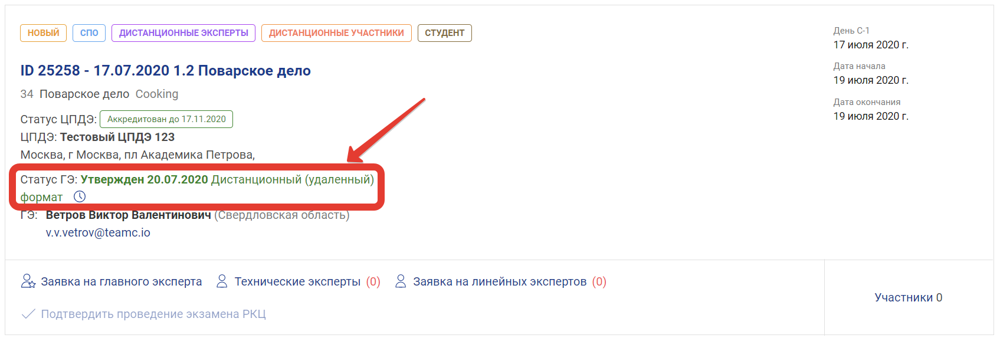 НОВЫЙ СПО ДИСТАНЦИОННЫЕ ЭКСПЕРТЫ ДИСТАНЦИОННЫЕ УЧАСТНИКИ СТУДЕНТ
ID 25258 - 17.07.2020 1.2 Поварское дело
34 Поварское дело Cooking
Статус ЦПДЭ: Аккредитован до 17.11.2020
ЦПДЭ: Тестовый ЦПДЭ 123
Москва, г Москва, пл Академика Петрова,
Статус ГЭ: Утвержден 20.07.2020 Дистанционный (удаленный)
формат
ГЭ: Ветров Виктор Валентинович (Свердловская область)
v.v.vetrov@teamc.io
День С-1
17 июля 2020 г.
Дата начала
19 июля 2020 г.
Дата окончания
19 июля 2020 г.
Заявка на главного эксперта Технические эксперты (0) Заявка на линейных экспертов (0)
Подтвердить проведение экзамена РКЦ
Участники 0